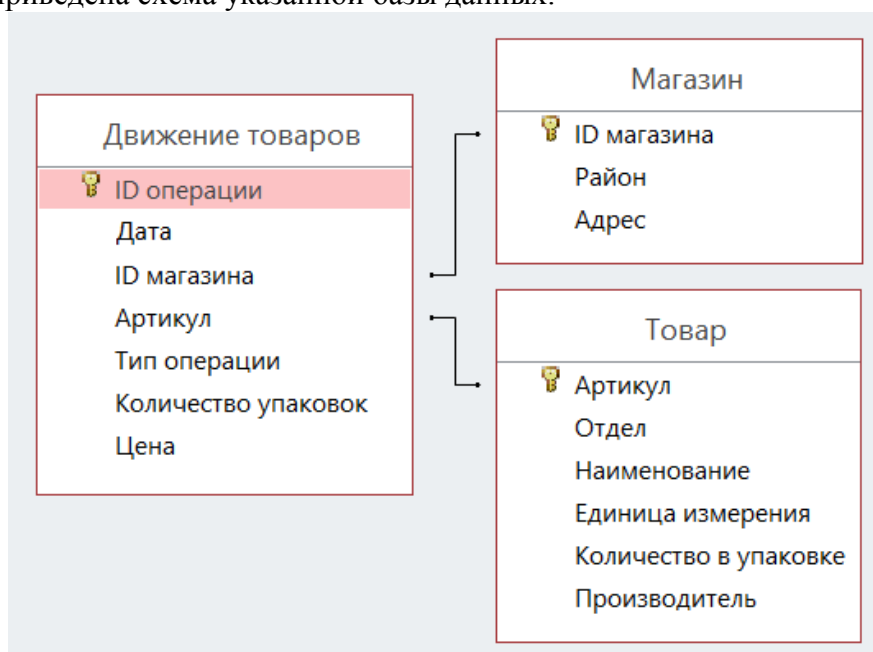 приведена схема указанной базы данных.
Движение товаров
ID операции
Дата
ID магазина
Артикул
Тип операции
Количество упаковок
Цена
Магазин
ID магазина
Район
Адрес
Товар
Артикул
Отдел
Наименование
Единица измерения
Количество в упаковке
Производитель